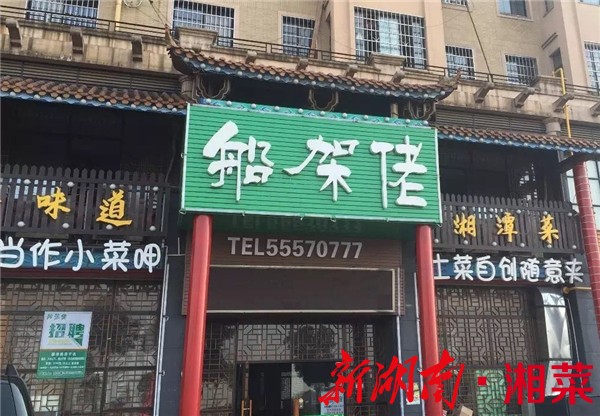 船架佬
味道
湘潭菜
当作小菜呷
土菜自创随意夹
TEL55570777
招聘
新湖南·湘菜